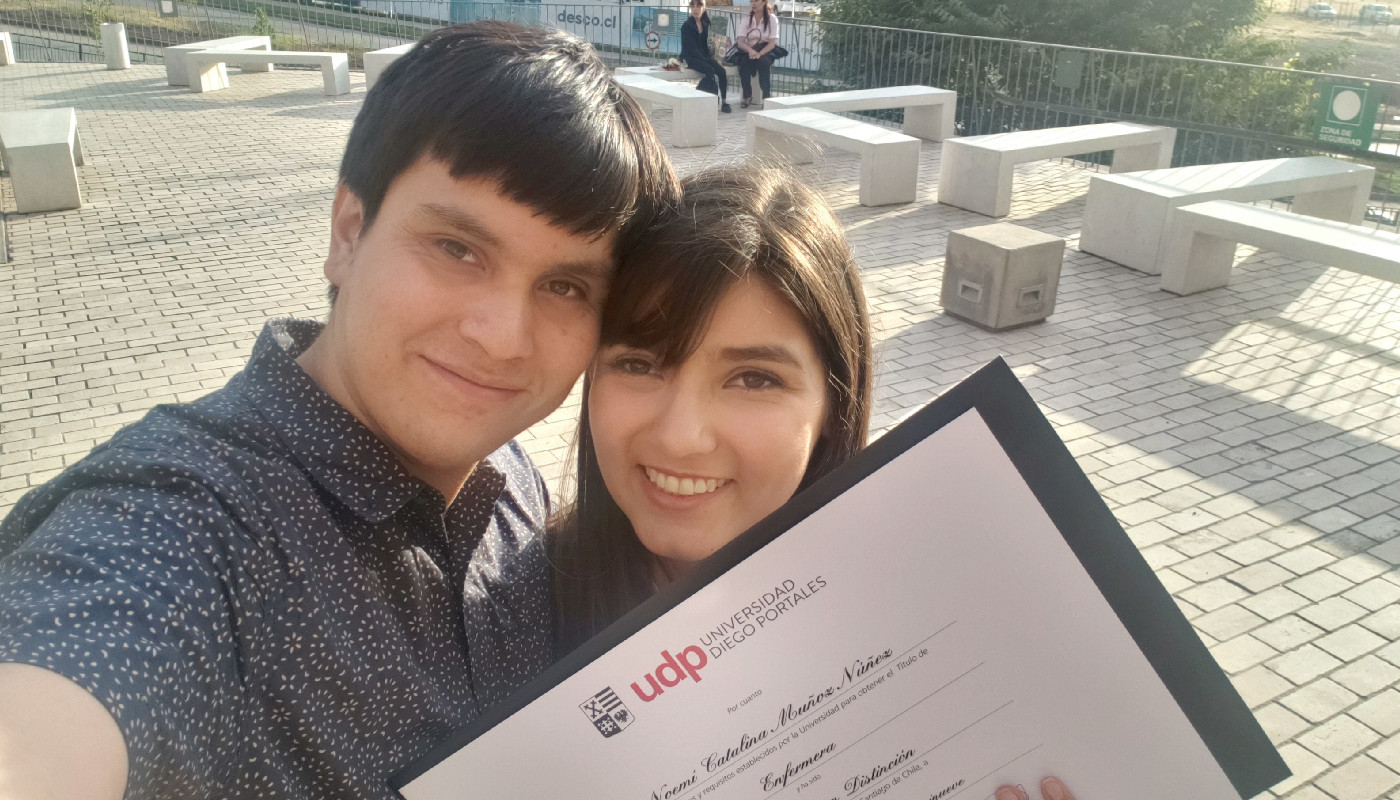 desco.cl
ZONA DE
SEGURIDAD
udp UNIVERSIDAD
DIEGO PORTALES
Por cuanto
Noemí Catalina Muñoz Núñez
y requisitos establecidos por la Universidad para obtener el Título de
Enfermera
y ha sido
Distinción
Santiago de Chile, a